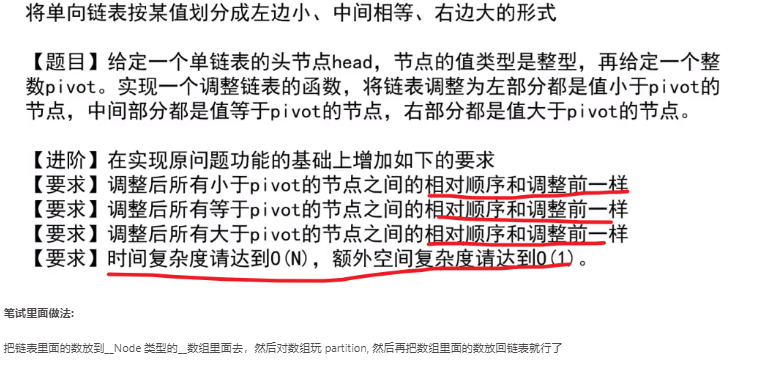 将单向链表按某值划分成左边小、中间相等、右边大的形式
【题目】给定一个单链表的头节点head，节点的值类型是整型，再给定一个整
数pivot。实现一个调整链表的函数，将链表调整为左部分都是值小于pivot的
节点，中间部分都是值等于pivot的节点，右部分都是值大于pivot的节点。
【进阶】在实现原问题功能的基础上增加如下的要求
【要求】调整后所有小于pivot的节点之间的相对顺序和调整前一样
【要求】调整后所有等于pivot的节点之间的相对顺序和调整前一样
【要求】调整后所有大于pivot的节点之间的相对顺序和调整前一样
【要求】时间复杂度请达到O(N)，额外空间复杂度请达到O(1)。
笔试里面做法:
把链表里面的数放到__Node 类型的__数组里面去，然后对数组玩 partition, 然后再把数组里面的数放回链表就行了